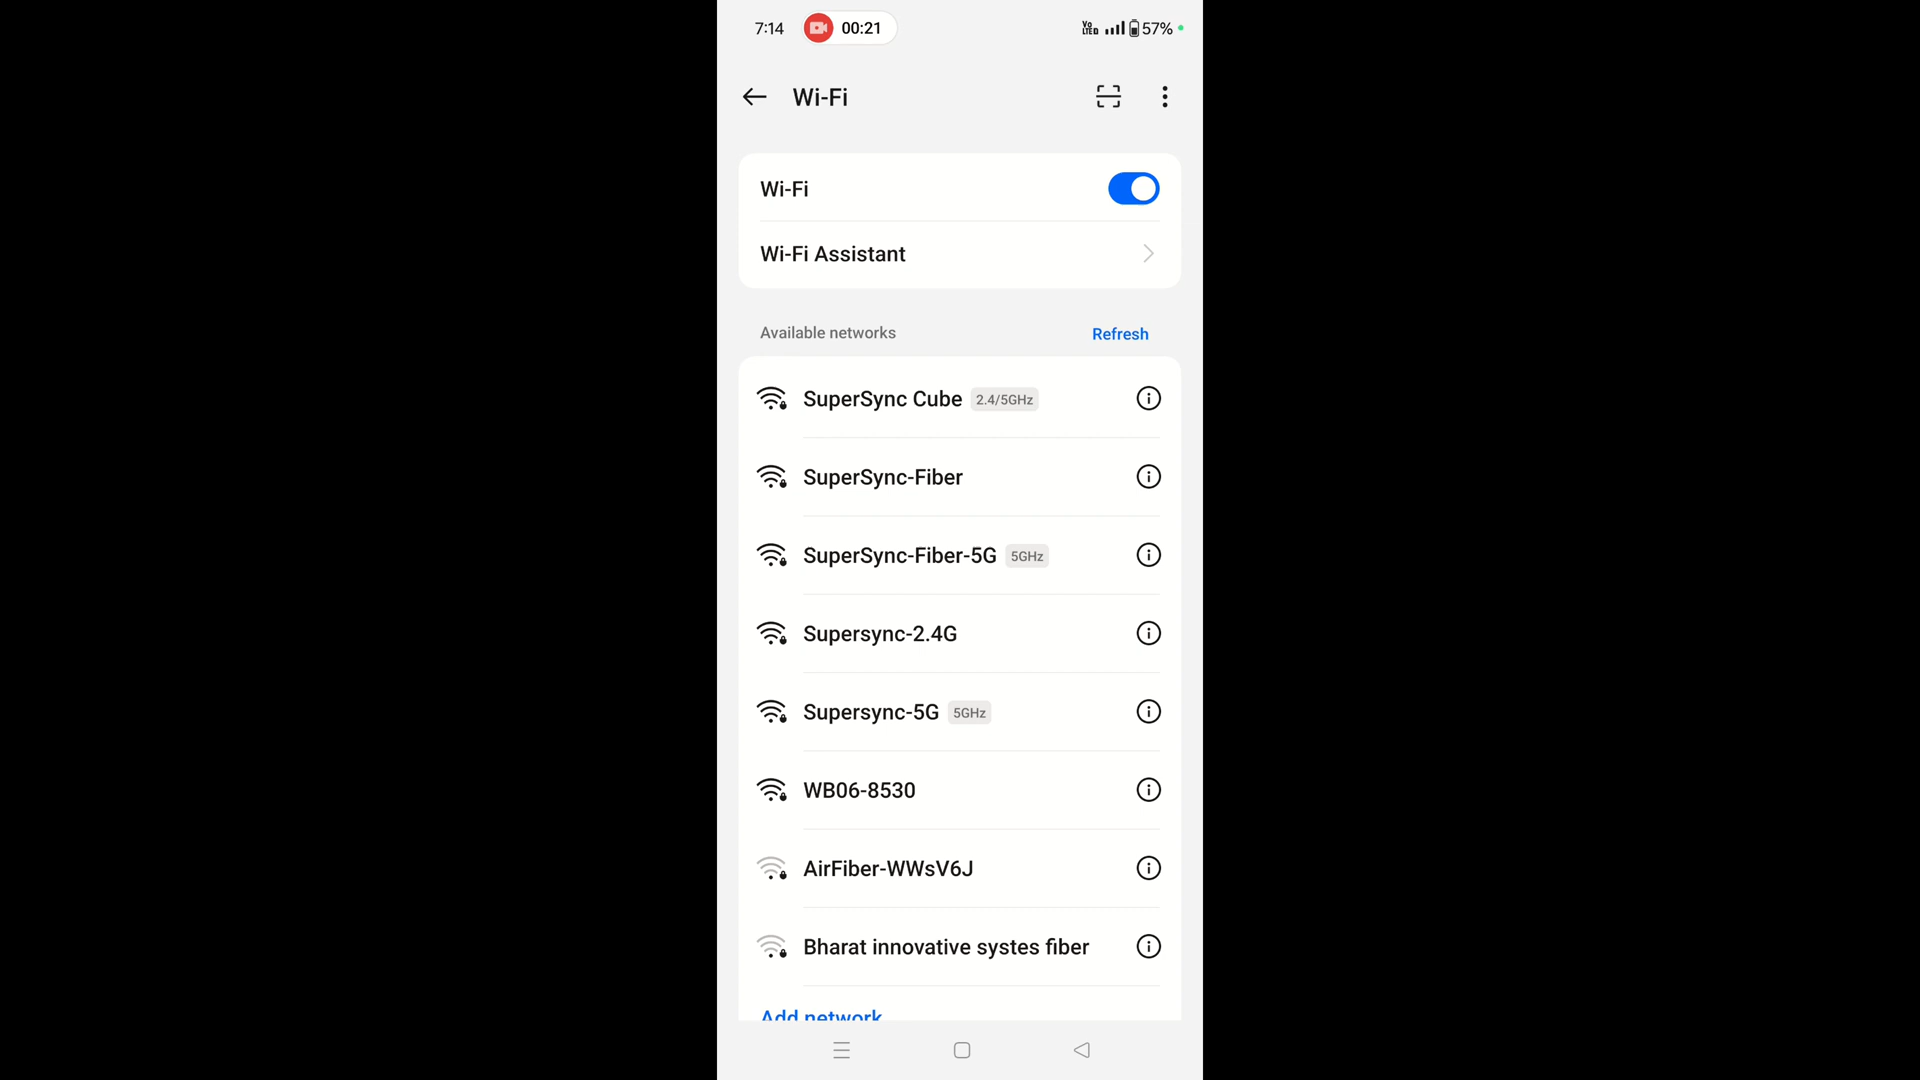 7:14 00:21 Vo LTE 57%
Wi-Fi
Wi-Fi
Wi-Fi Assistant
Available networks Refresh
SuperSync Cube 2.4/5GHz
SuperSync-Fiber
SuperSync-Fiber-5G 5GHz
Supersync-2.4G
Supersync-5G 5GHz
WB06-8530
AirFiber-WWsV6J
Bharat innovative systes fiber
Add network